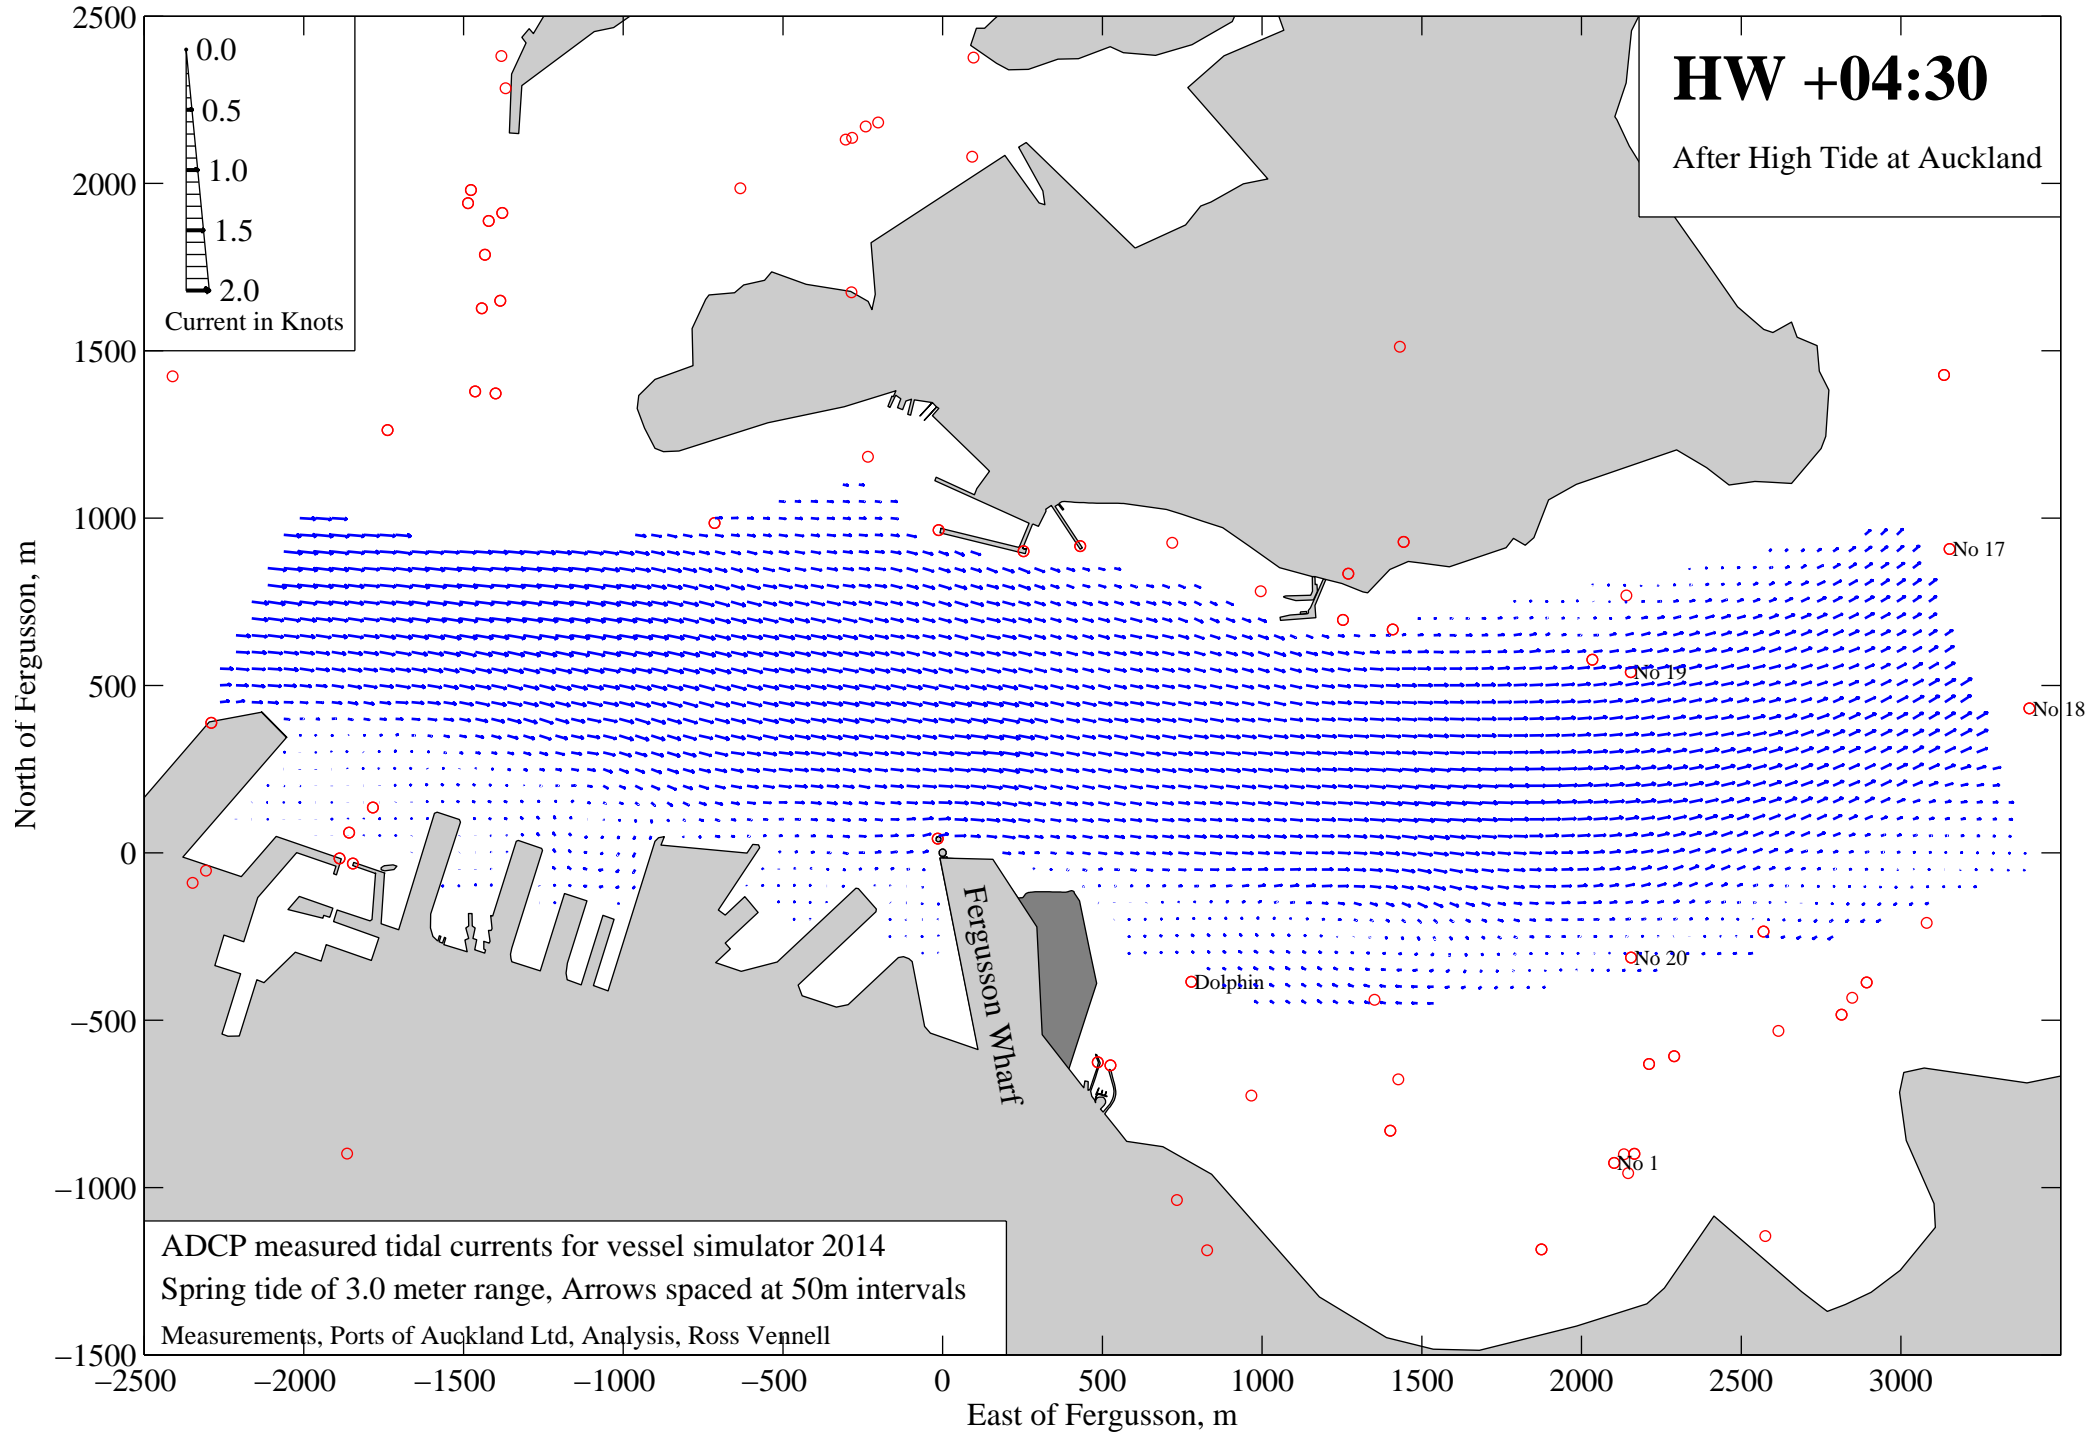 HW +04:30
After High Tide at Auckland
0.0
0.5
1.0
1.5
2.0
Current in Knots
2500
2000
1500
1000
500
0
−500
−1000
−1500
North of Fergusson, m
No 17
No 19
No 18
No 20
Dolphin
No 1
Fergusson Wharf
ADCP measured tidal currents for vessel simulator 2014
Spring tide of 3.0 meter range, Arrows spaced at 50m intervals
Measurements, Ports of Auckland Ltd, Analysis, Ross Vennell
−2500 −2000 −1500 −1000 −500 0 500 1000 1500 2000 2500 3000
East of Fergusson, m